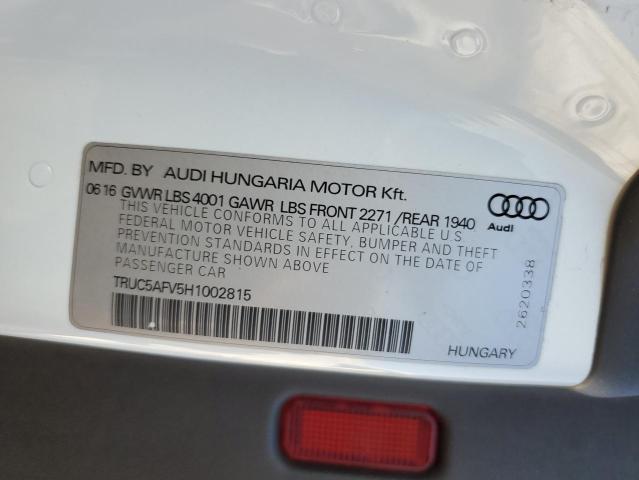 MFD. BY AUDI HUNGARIA MOTOR Kft.
06 16 GVWR LBS 4001 GAWR LBS FRONT 2271 / REAR 1940
THIS VEHICLE CONFORMS TO ALL APPLICABLE U.S.
FEDERAL MOTOR VEHICLE SAFETY, BUMPER AND THEFT
PREVENTION STANDARDS IN EFFECT ON THE DATE OF
MANUFACTURE SHOWN ABOVE
PASSENGER CAR
TRUC5AFV5H1002815
Audi
2620338
HUNGARY